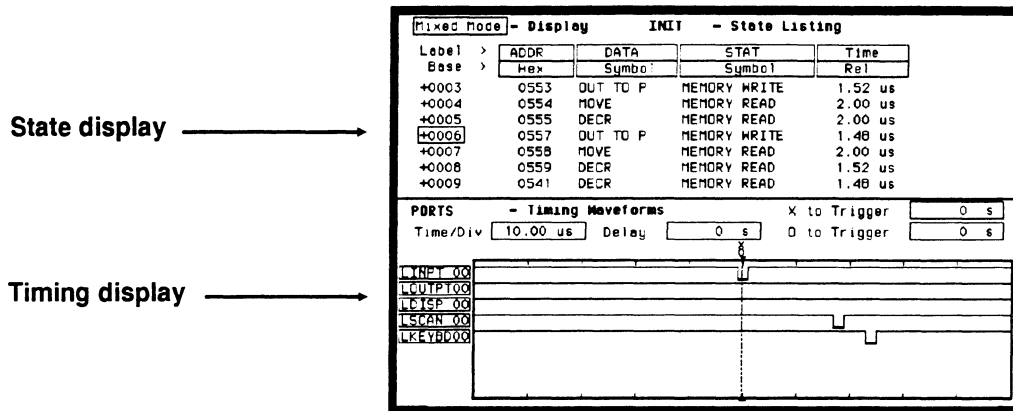 Mixed Mode - Display INIT - State Listing
Label > ADDR DATA STAT Time
Base > Hex Symbol Symbol Rel
+0003 0553 OUT TO P MEMORY WRITE 1.52 us
+0004 0554 MOVE MEMORY READ 2.00 us
+0005 0555 DECR MEMORY READ 2.00 us
State display
+0006 0557 OUT TO P MEMORY WRITE 1.48 us
+0007 0558 MOVE MEMORY READ 2.00 us
+0008 0559 DECR MEMORY READ 1.52 us
+0009 0541 DECR MEMORY READ 1.48 us
PORTS - Timing Waveforms X to Trigger 0 s
Time/Div 10.00 us Delay 0 s O to Trigger 0 s
X
O
LINPT 00
Timing display
LOUTPT00
LDISP 00
LSCAN 00
LKEYBD00